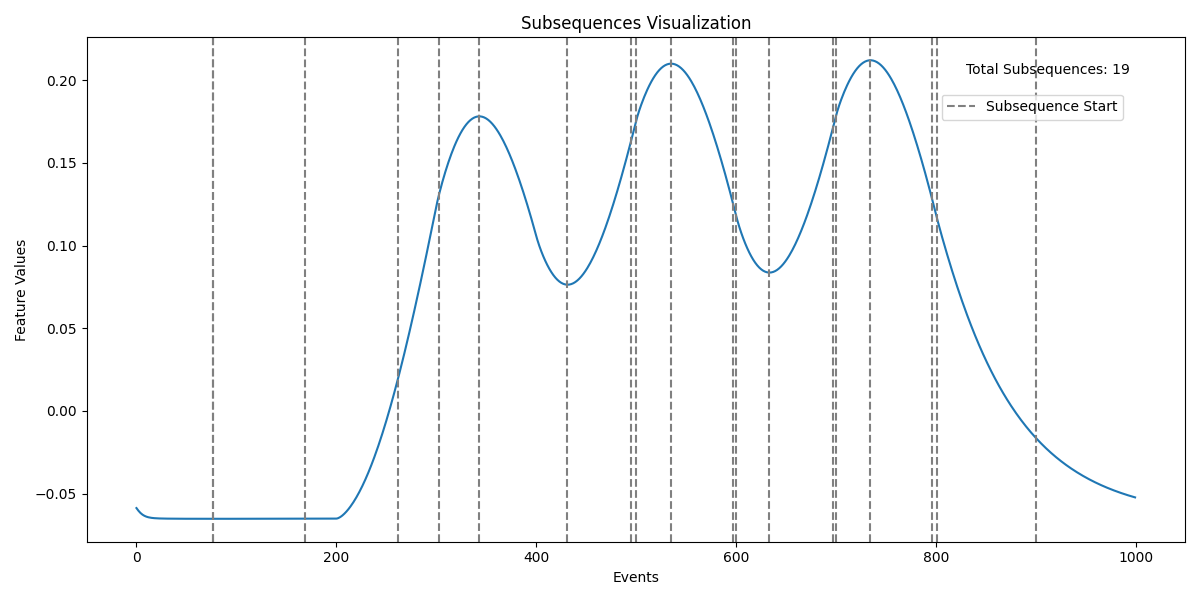 Subsequences Visualization
Total Subsequences: 19
Subsequence Start
Feature Values
0.20
0.15
0.10
0.05
0.00
−0.05
0 200 400 600 800 1000
Events